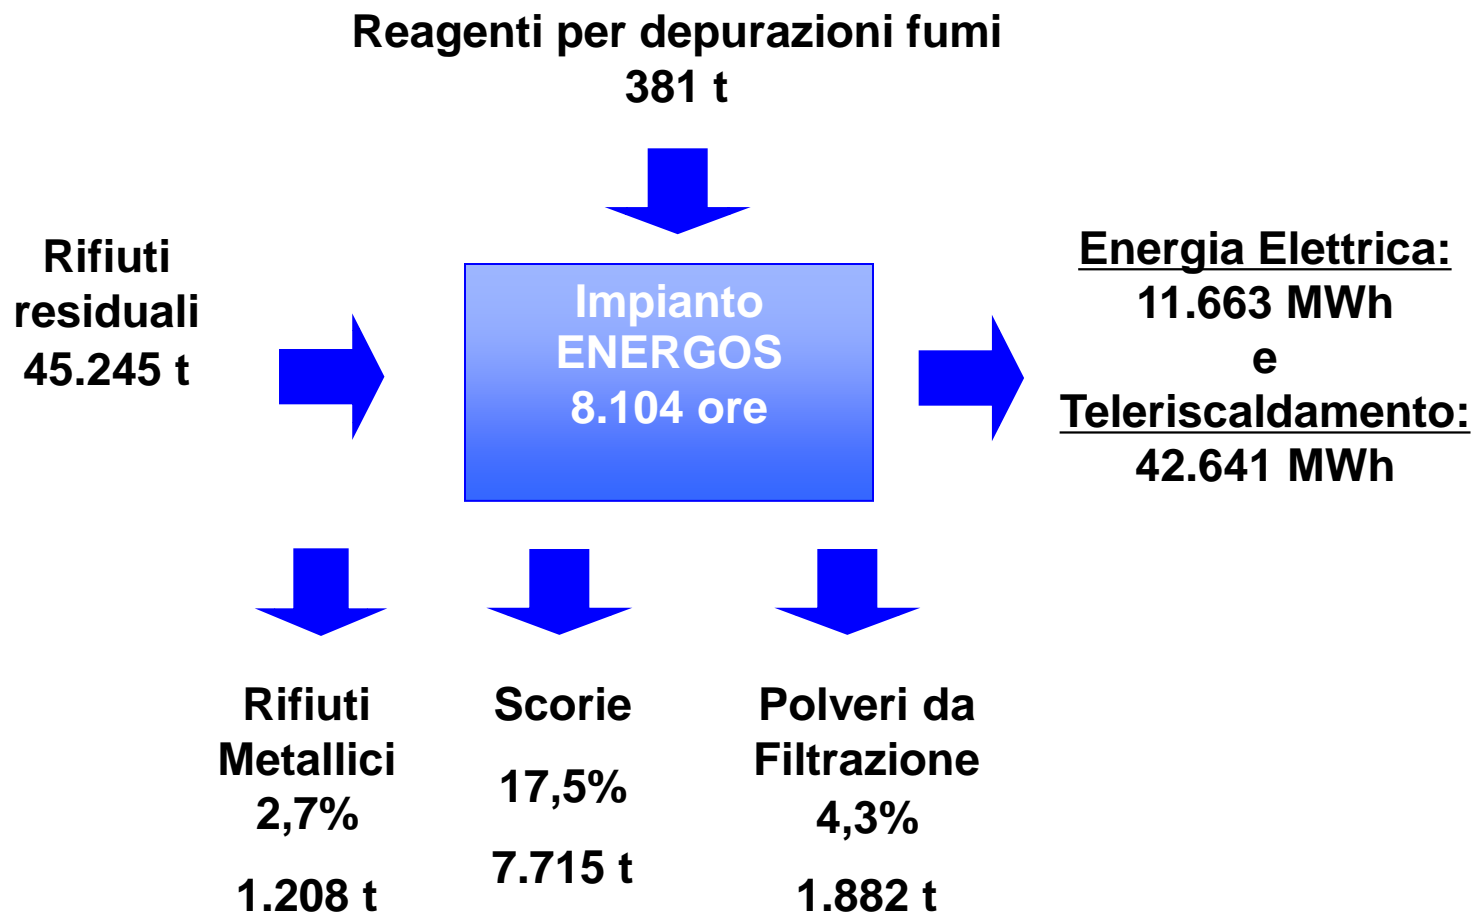 Reagenti per depurazioni fumi
381 t
Rifiuti
residuali
45.245 t
Impianto
ENERGOS
8.104 ore
Energia Elettrica:
11.663 MWh
e
Teleriscaldamento:
42.641 MWh
Rifiuti
Metallici
2,7%
1.208 t
Scorie
17,5%
7.715 t
Polveri da
Filtrazione
4,3%
1.882 t